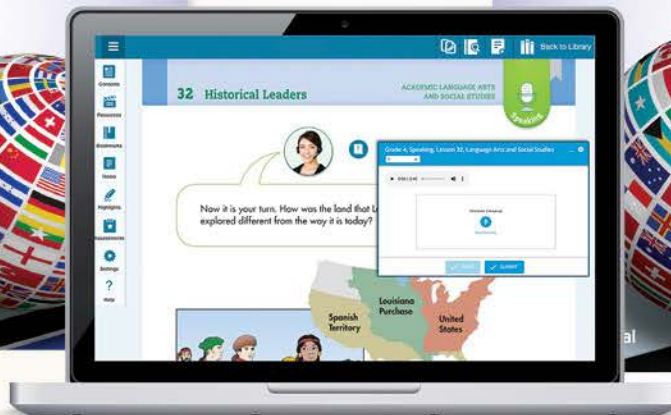 Back to Library
Contents
Resources
Bookmarks
Notes
Highlights
Assessments
Settings
? Help
32 Historical Leaders
ACADEMIC LANGUAGE ARTS
AND SOCIAL STUDIES
Speaking
Grade 4, Speaking, Lesson 32, Language Arts and Social Studies
Now it is your turn. How was the land that
explored different from the way it is today?
SUBMIT
Spanish
Territory
Louisiana
Purchase
United
States
al